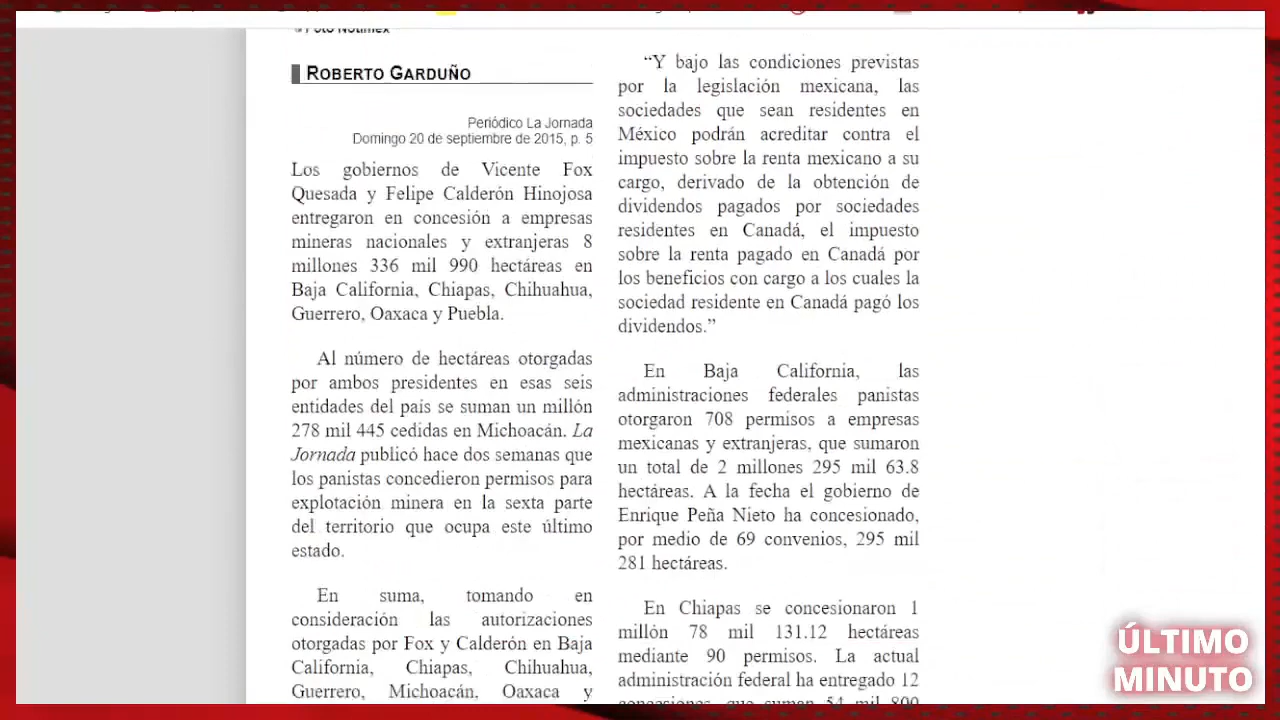 Foto Notimex
ROBERTO GARDUÑO
Periódico La Jornada
Domingo 20 de septiembre de 2015, p. 5
Los gobiernos de Vicente Fox
Quesada y Felipe Calderón Hinojosa
entregaron en concesión a empresas
mineras nacionales y extranjeras 8
millones 336 mil 990 hectáreas en
Baja California, Chiapas, Chihuahua,
Guerrero, Oaxaca y Puebla.
Al número de hectáreas otorgadas
por ambos presidentes en esas seis
entidades del país se suman un millón
278 mil 445 cedidas en Michoacán. La
Jornada publicó hace dos semanas que
los panistas concedieron permisos para
explotación minera en la sexta parte
del territorio que ocupa este último
estado.
En suma, tomando en
consideración las autorizaciones
otorgadas por Fox y Calderón en Baja
California, Chiapas, Chihuahua,
Guerrero, Michoacán, Oaxaca y
“Y bajo las condiciones previstas
por la legislación mexicana, las
sociedades que sean residentes en
México podrán acreditar contra el
impuesto sobre la renta mexicano a su
cargo, derivado de la obtención de
dividendos pagados por sociedades
residentes en Canadá, el impuesto
sobre la renta pagado en Canadá por
los beneficios con cargo a los cuales la
sociedad residente en Canadá pagó los
dividendos.”
En Baja California, las
administraciones federales panistas
otorgaron 708 permisos a empresas
mexicanas y extranjeras, que sumaron
un total de 2 millones 295 mil 63.8
hectáreas. A la fecha el gobierno de
Enrique Peña Nieto ha concesionado,
por medio de 69 convenios, 295 mil
281 hectáreas.
En Chiapas se concesionaron 1
millón 78 mil 131.12 hectáreas
mediante 90 permisos. La actual
administración federal ha entregado 12
concesiones, que suman 54 mil 800
ÚLTIMO
MINUTO